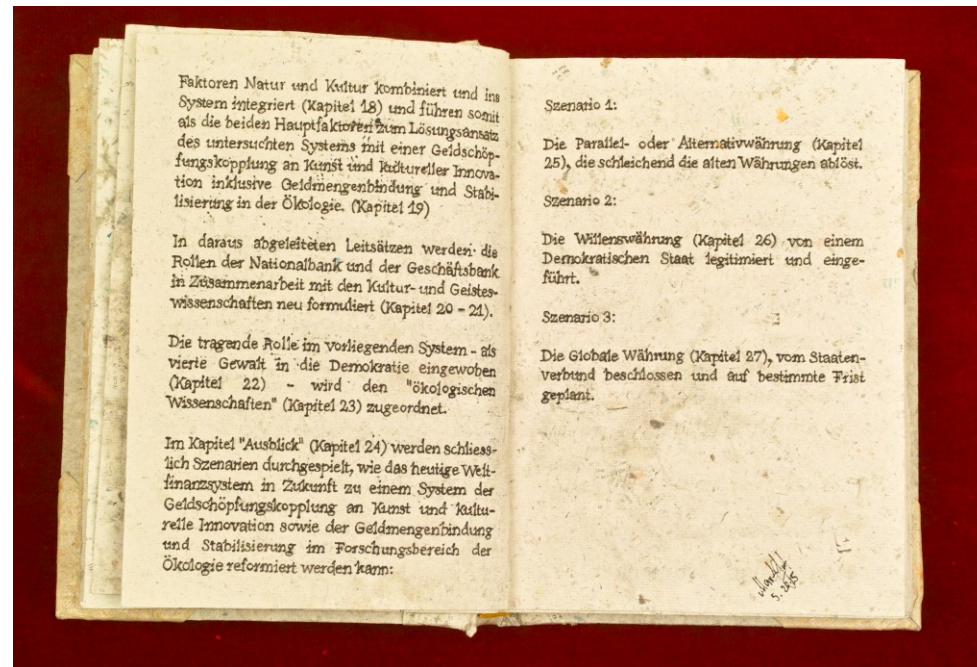 Faktoren Natur und Kultur kombiniert und ins
System integriert (Kapitel 18) und führen somit
als die beiden Hauptfaktoren zum Lösungsansatz
des untersuchten Systems mit einer Geldschöp-
fungskopplung an Kunst und kultureller Innova-
tion inklusive Geldmengenbindung und Stabi-
lisierung in der Ökologie. (Kapitel 19)
In daraus abgeleiteten Leitsätzen werden die
Rollen der Nationalbank und der Geschäftsbank
in Zusammenarbeit mit den Kultur- und Geistes-
wissenschaften neu formuliert (Kapitel 20 - 21).
Die tragende Rolle im vorliegenden System - als
vierte Gewalt in die Demokratie eingewoben
(Kapitel 22) - wird den "ökologischen
Wissenschaften" (Kapitel 23) zugeordnet.
Im Kapitel "Ausblick" (Kapitel 24) werden schliess-
lich Szenarien durchgespielt, wie das heutige Welt-
finanzsystem in Zukunft zu einem System der
Geldschöpfungskopplung an Kunst und kultu-
relle Innovation sowie der Geldmengenbindung
und Stabilisierung im Forschungsbereich der
Ökologie reformiert werden kann:
Szenario 1:
Die Parallel- oder Alternativwährung (Kapitel
25), die schleichend die alten Währungen ablöst.
Szenario 2:
Die Willenswährung (Kapitel 26) von einem
Demokratischen Staat legitimiert und einge-
führt.
Szenario 3:
Die Globale Währung (Kapitel 27), vom Staaten-
verbund beschlossen und auf bestimmte Frist
geplant.